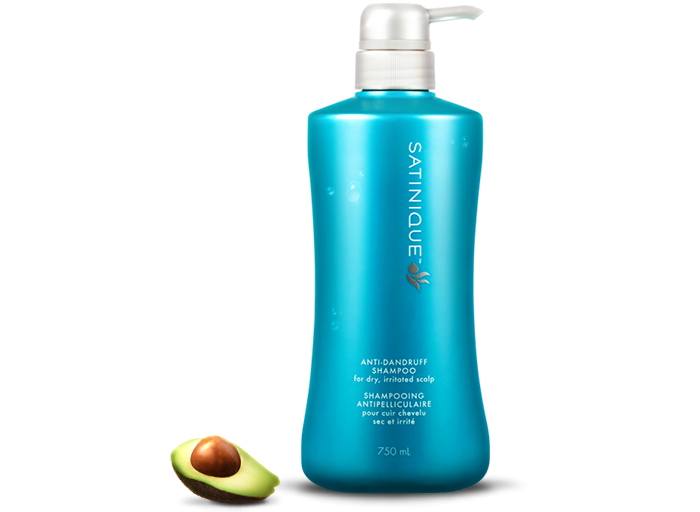 SATINIQUE™
ANTI-DANDRUFF
SHAMPOO
for dry, irritated scalp
SHAMPOOING
ANTIPELLICULAIRE
pour cuir chevelu
sec et irrité
750 mL